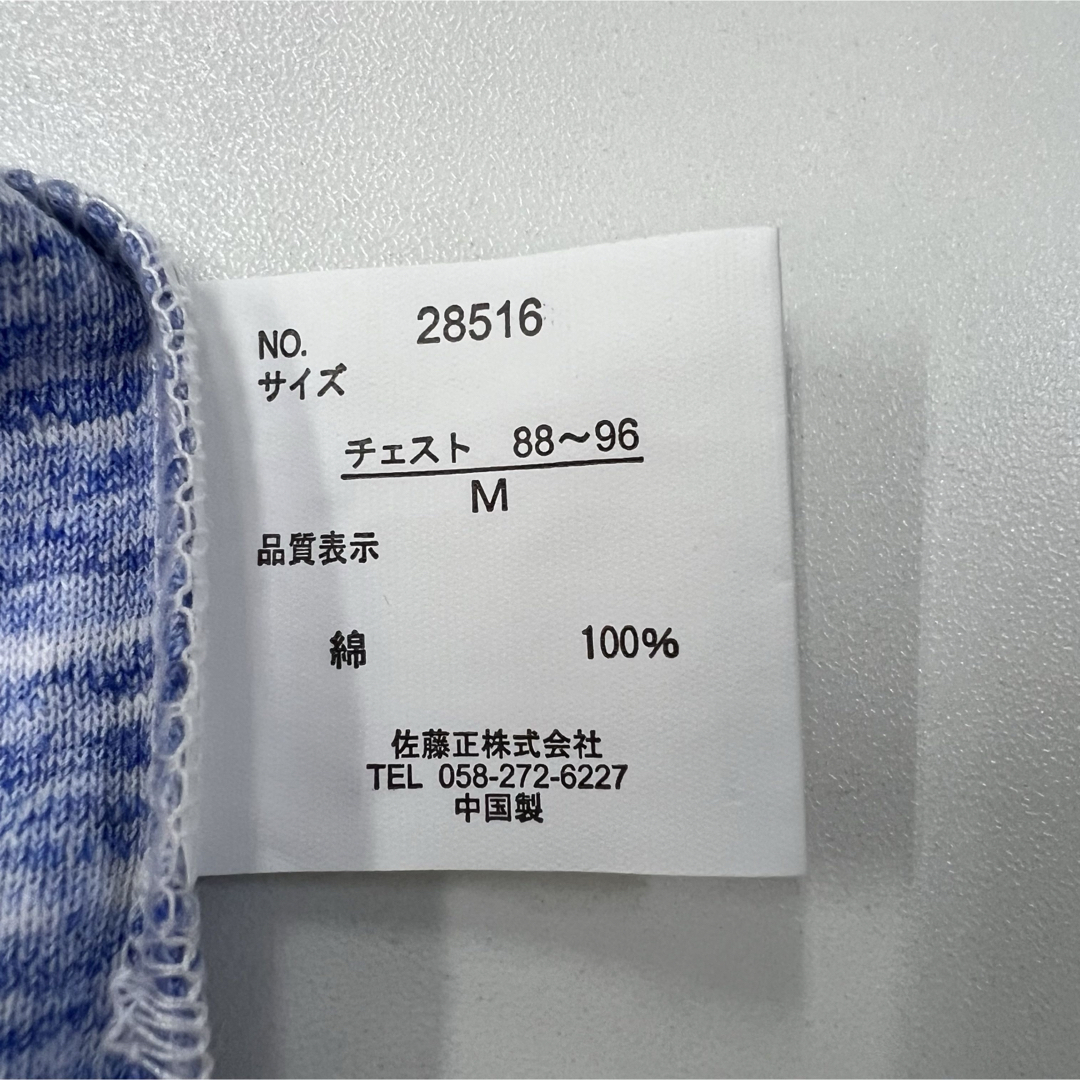 NO. 28516
サイズ
チェスト 88～96
M
品質表示
綿 100%
佐藤正株式会社
TEL 058-272-6227
中国製